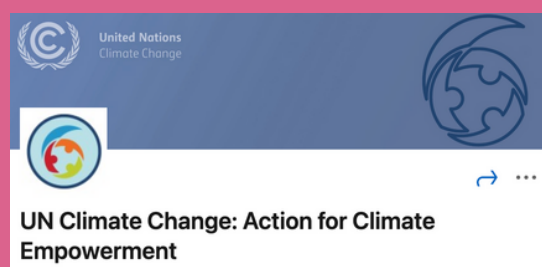 United Nations
Climate Change
UN Climate Change: Action for Climate
Empowerment